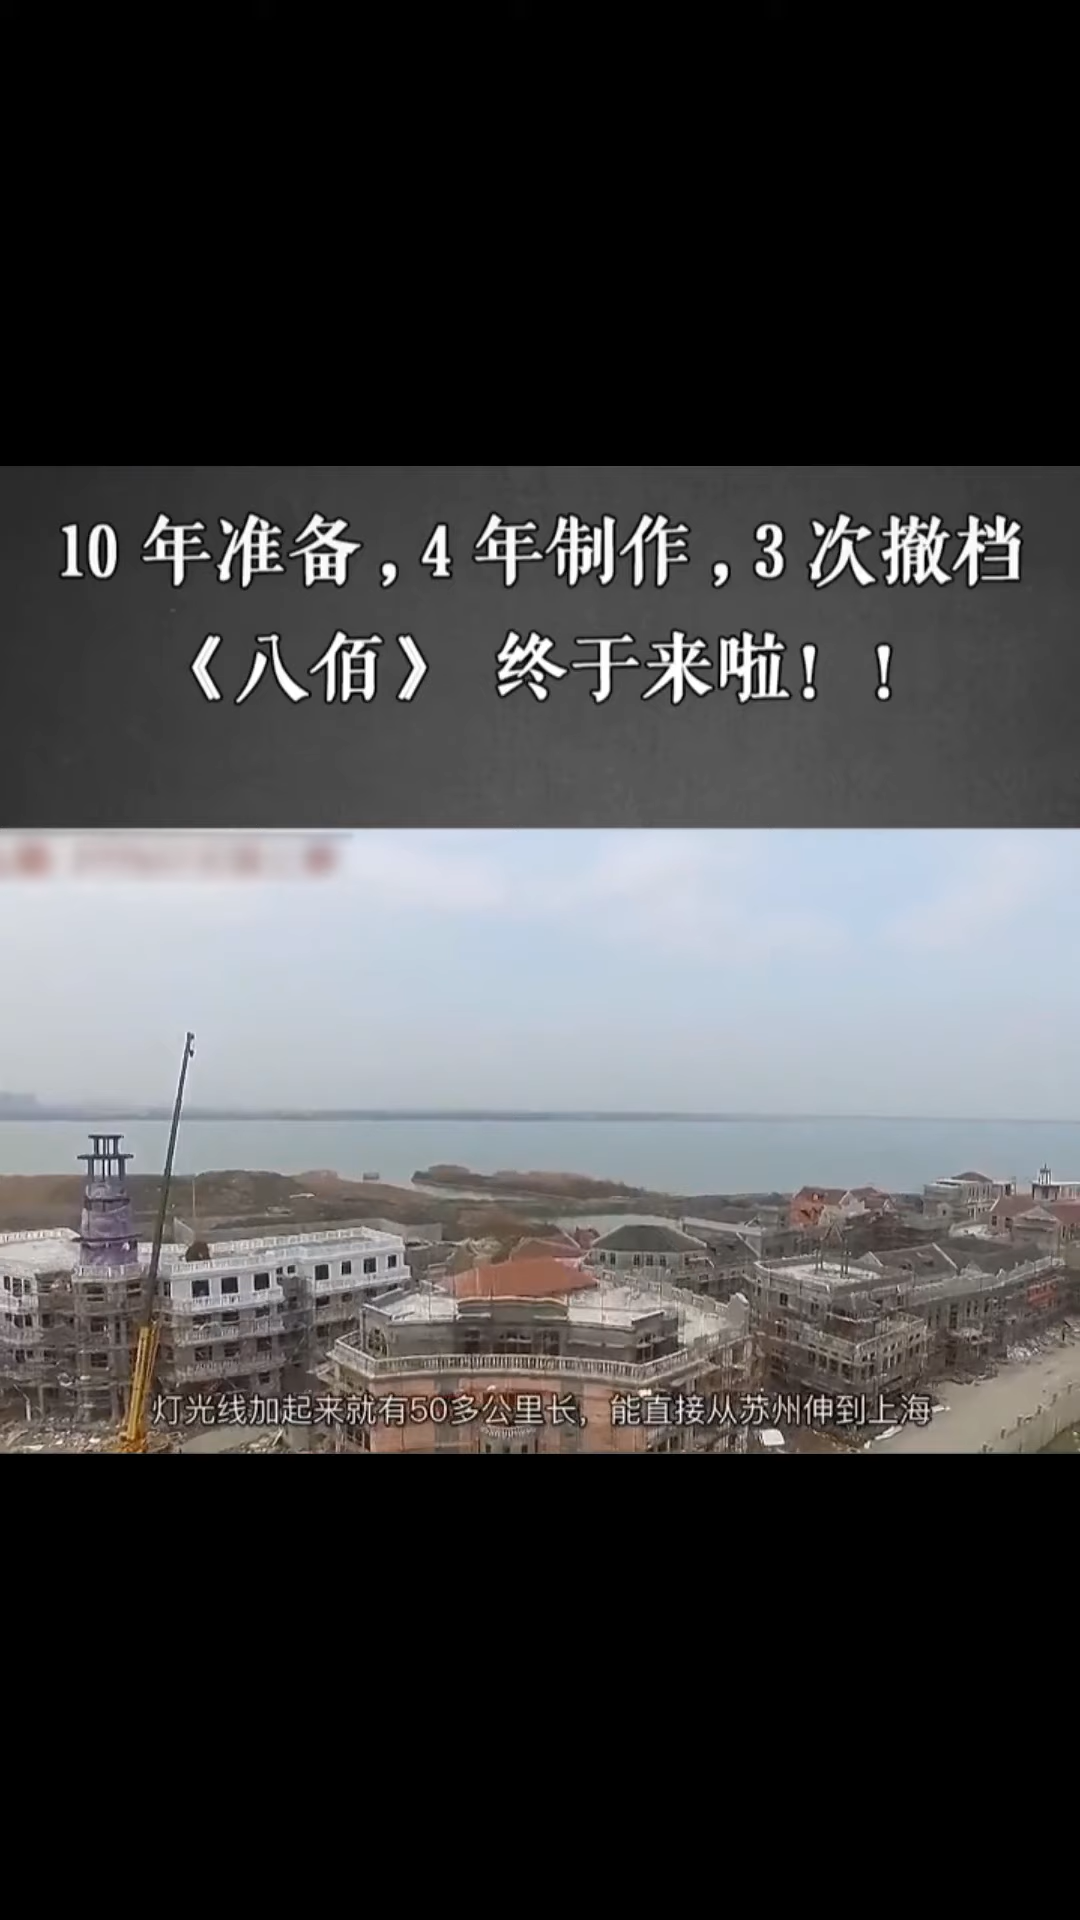 10 年准备，4 年制作，3 次撤档
《八佰》 终于来啦！！
灯光线加起来就有50多公里长，能直接从苏州伸到上海